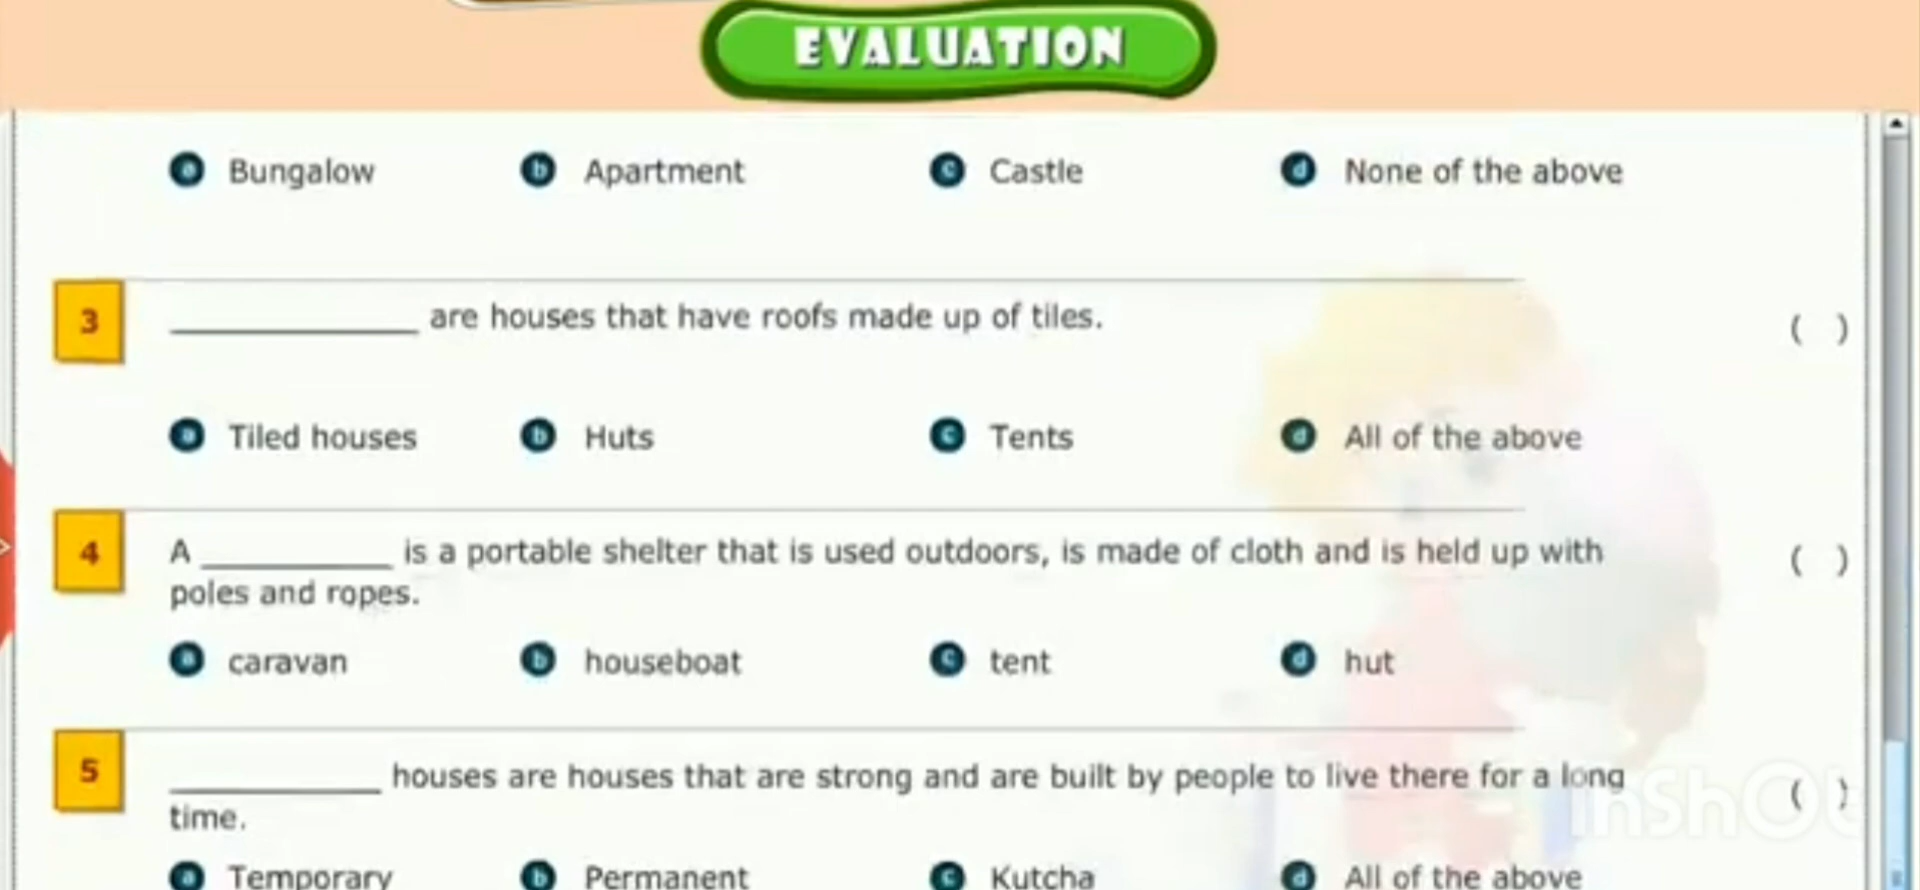 EVALUATION
a Bungalow b Apartment c Castle d None of the above
3 __________ are houses that have roofs made up of tiles. ( )
a Tiled houses b Huts c Tents d All of the above
4 A __________ is a portable shelter that is used outdoors, is made of cloth and is held up with ( )
poles and ropes.
a caravan b houseboat c tent d hut
5 __________ houses are houses that are strong and are built by people to live there for a long ( )
time.
a Temporary b Permanent c Kutcha d All of the above
InShOt